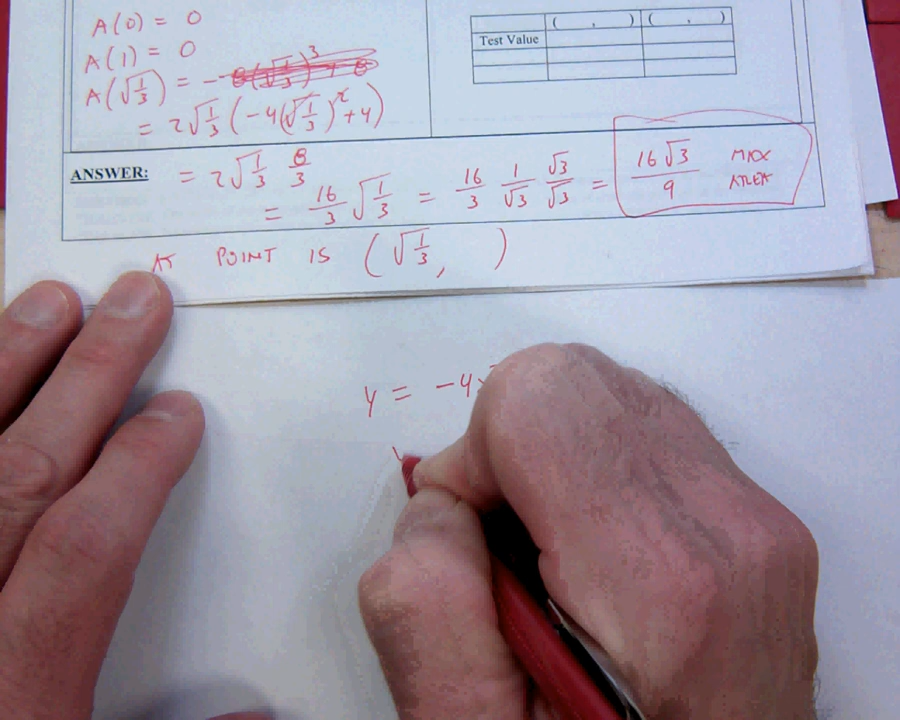 A(0) = 0
A(1) = 0
A(√1/3) =
= 2√1/3 (-4(√1/3)² + 4)
( , ) ( , )
Test Value
ANSWER: = 2√1/3 8/3
= 16/3 √1/3 = 16/3 1/√3 √3/√3 = 16√3/9 MAX AREA
AT POINT IS (√1/3, )
y = -4x